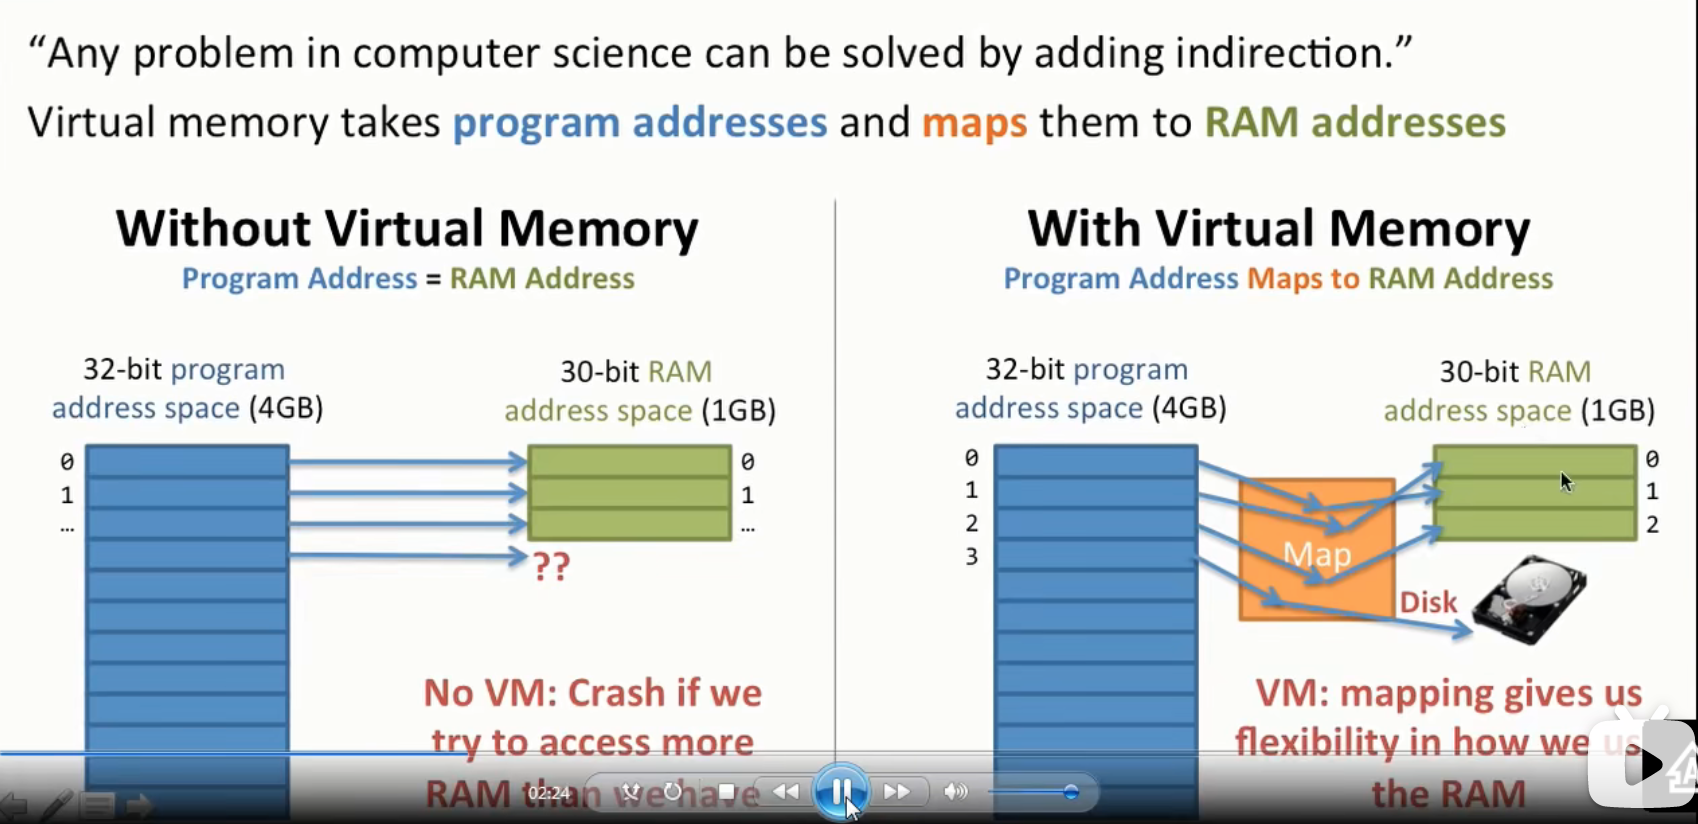 “Any problem in computer science can be solved by adding indirection.”
Virtual memory takes program addresses and maps them to RAM addresses
Without Virtual Memory
Program Address = RAM Address
32-bit program
address space (4GB)
30-bit RAM
address space (1GB)
0
1
...
0
1
...
??
No VM: Crash if we
try to access more
RAM than we have
With Virtual Memory
Program Address Maps to RAM Address
32-bit program
address space (4GB)
30-bit RAM
address space (1GB)
0
1
2
3
Map
0
1
2
Disk
VM: mapping gives us
flexibility in how we us
the RAM
02:24